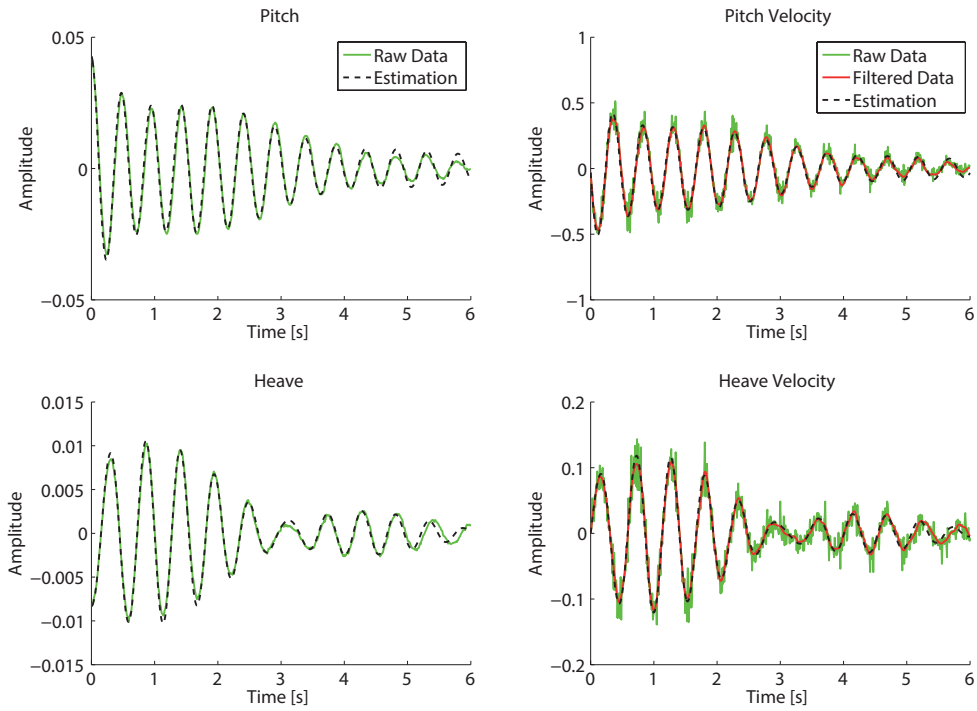 Pitch
0.05
0
−0.05
Amplitude
0 1 2 3 4 5 6
Time [s]
Raw Data
Estimation
Pitch Velocity
1
0.5
0
−0.5
−1
Amplitude
0 1 2 3 4 5 6
Time [s]
Raw Data
Filtered Data
Estimation
Heave
0.015
0.01
0.005
0
−0.005
−0.01
−0.015
Amplitude
0 1 2 3 4 5 6
Time [s]
Heave Velocity
0.2
0.1
0
−0.1
−0.2
Amplitude
0 1 2 3 4 5 6
Time [s]